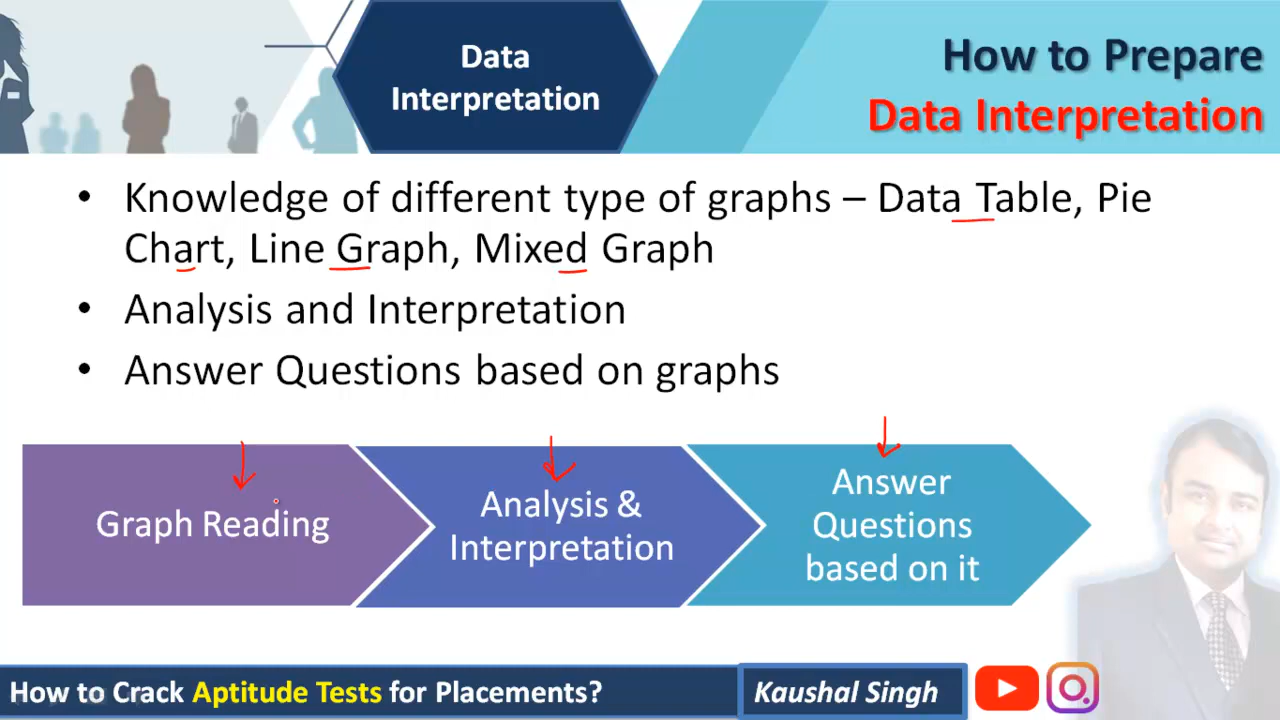 Data
Interpretation
How to Prepare
Data Interpretation
• Knowledge of different type of graphs – Data Table, Pie
Chart, Line Graph, Mixed Graph
• Analysis and Interpretation
• Answer Questions based on graphs
Graph Reading
Analysis &
Interpretation
Answer
Questions
based on it
How to Crack Aptitude Tests for Placements?
Kaushal Singh